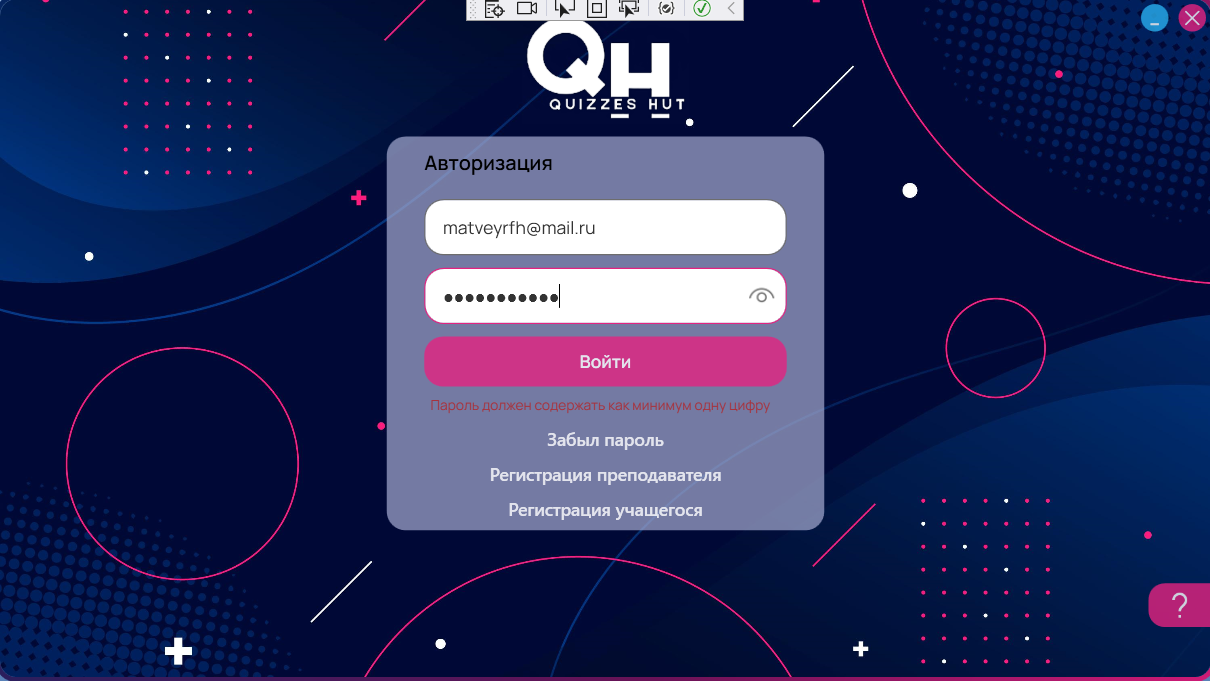 QH
QUIZZES HUT
Авторизация
matveyrfh@mail.ru
Войти
Пароль должен содержать как минимум одну цифру
Забыл пароль
Регистрация преподавателя
Регистрация учащегося
?